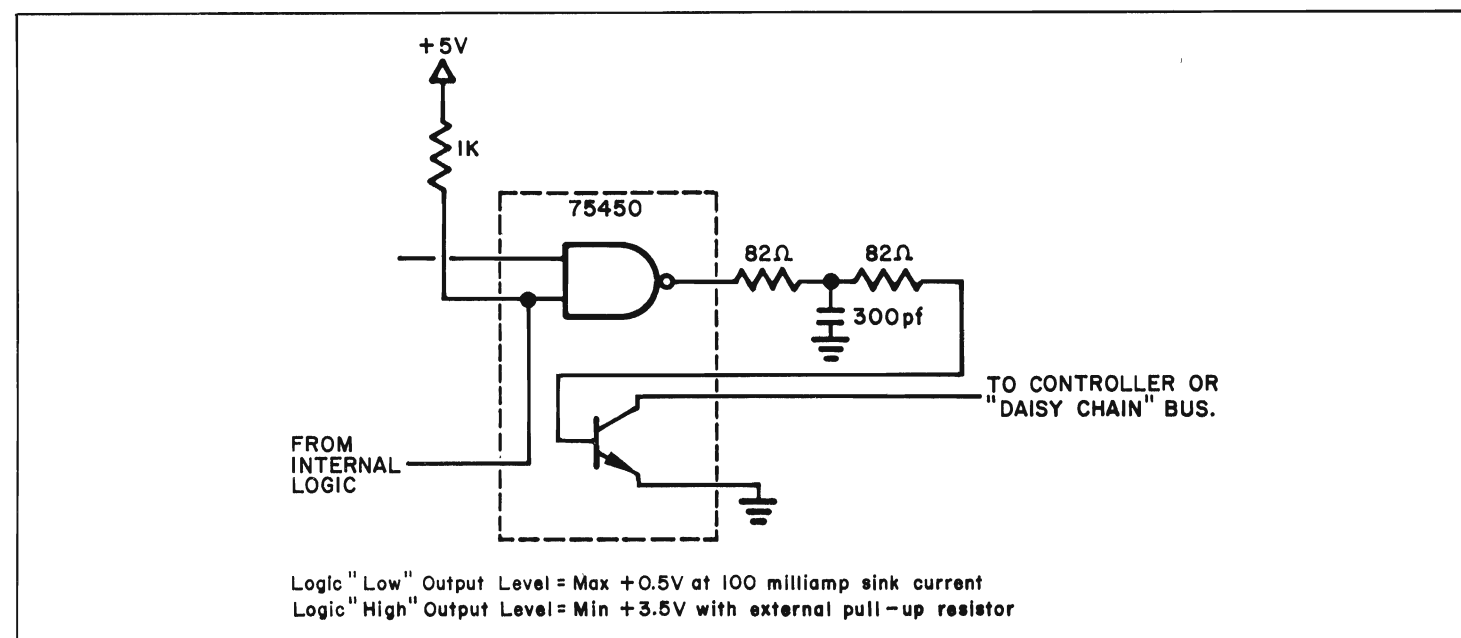 +5V
1K
75450
82Ω
82Ω
300pf
TO CONTROLLER OR
"DAISY CHAIN" BUS.
FROM
INTERNAL
LOGIC
Logic "Low" Output Level = Max +0.5V at 100 milliamp sink current
Logic "High" Output Level = Min +3.5V with external pull-up resistor